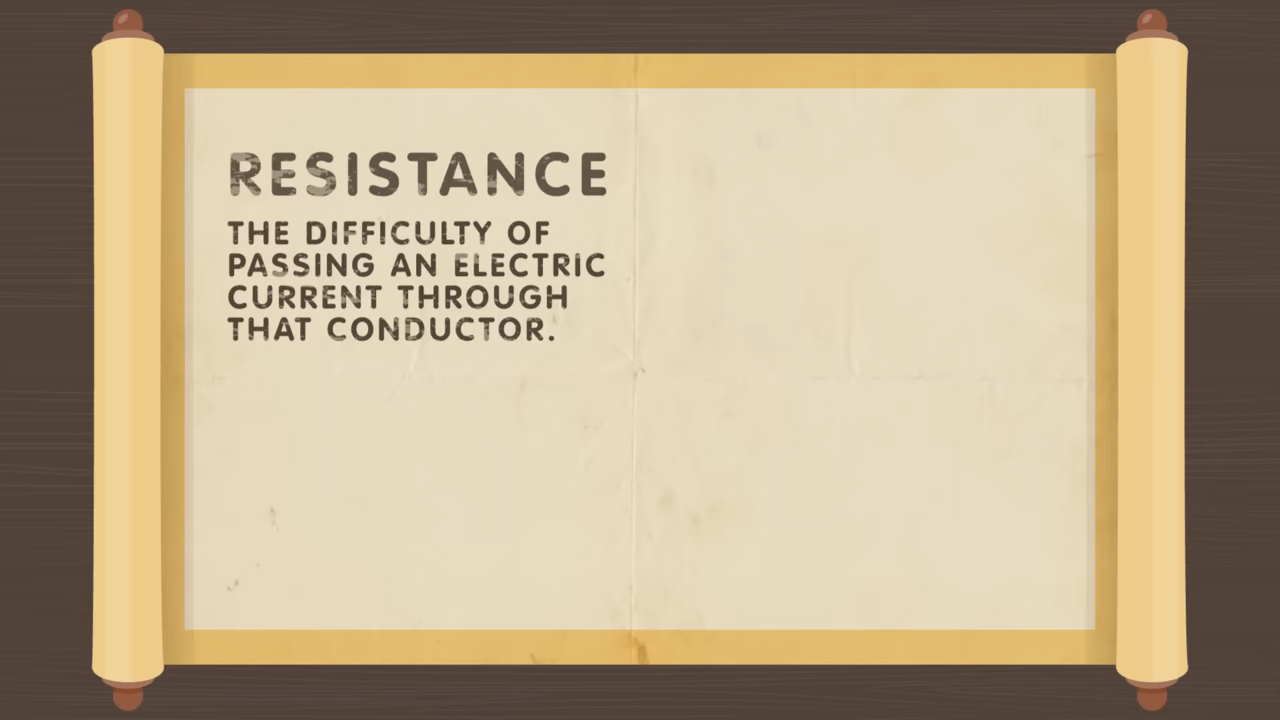 RESISTANCE
THE DIFFICULTY OF
PASSING AN ELECTRIC
CURRENT THROUGH
THAT CONDUCTOR.